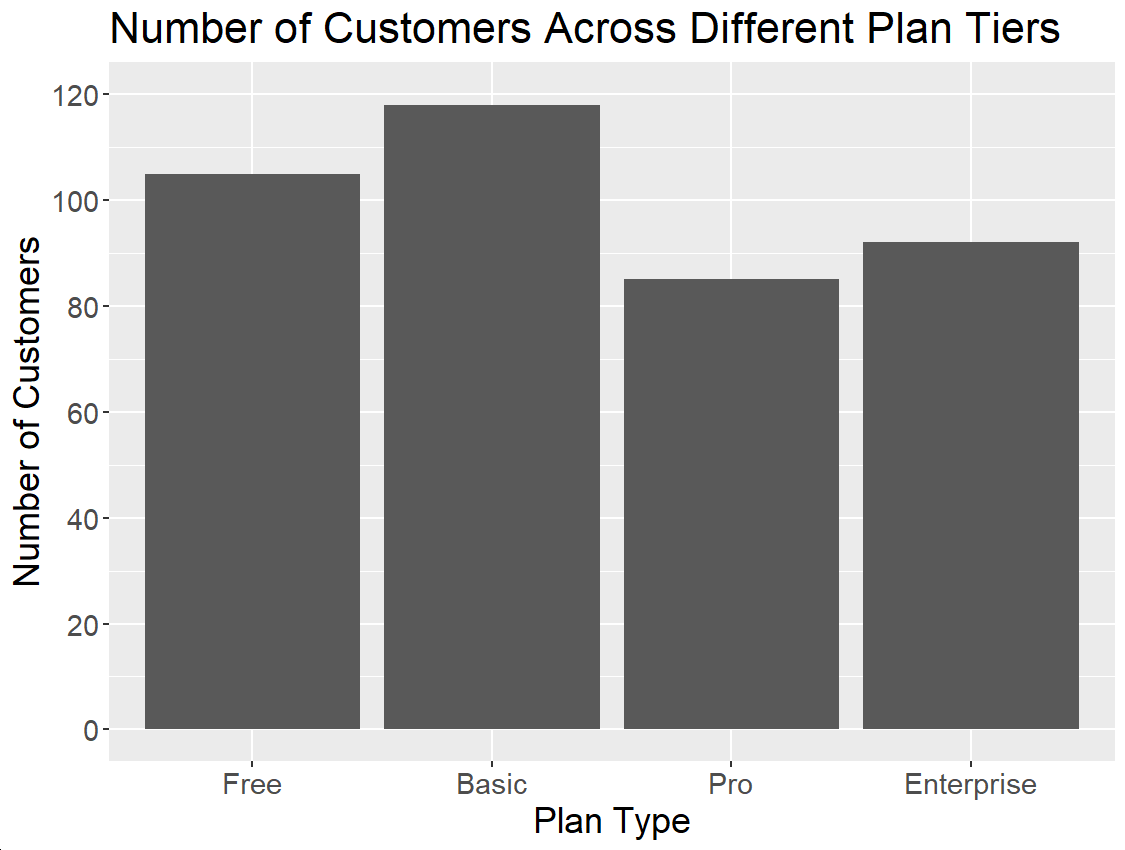 Number of Customers Across Different Plan Tiers
Number of Customers
120
100
80
60
40
20
0
Free Basic Pro Enterprise
Plan Type